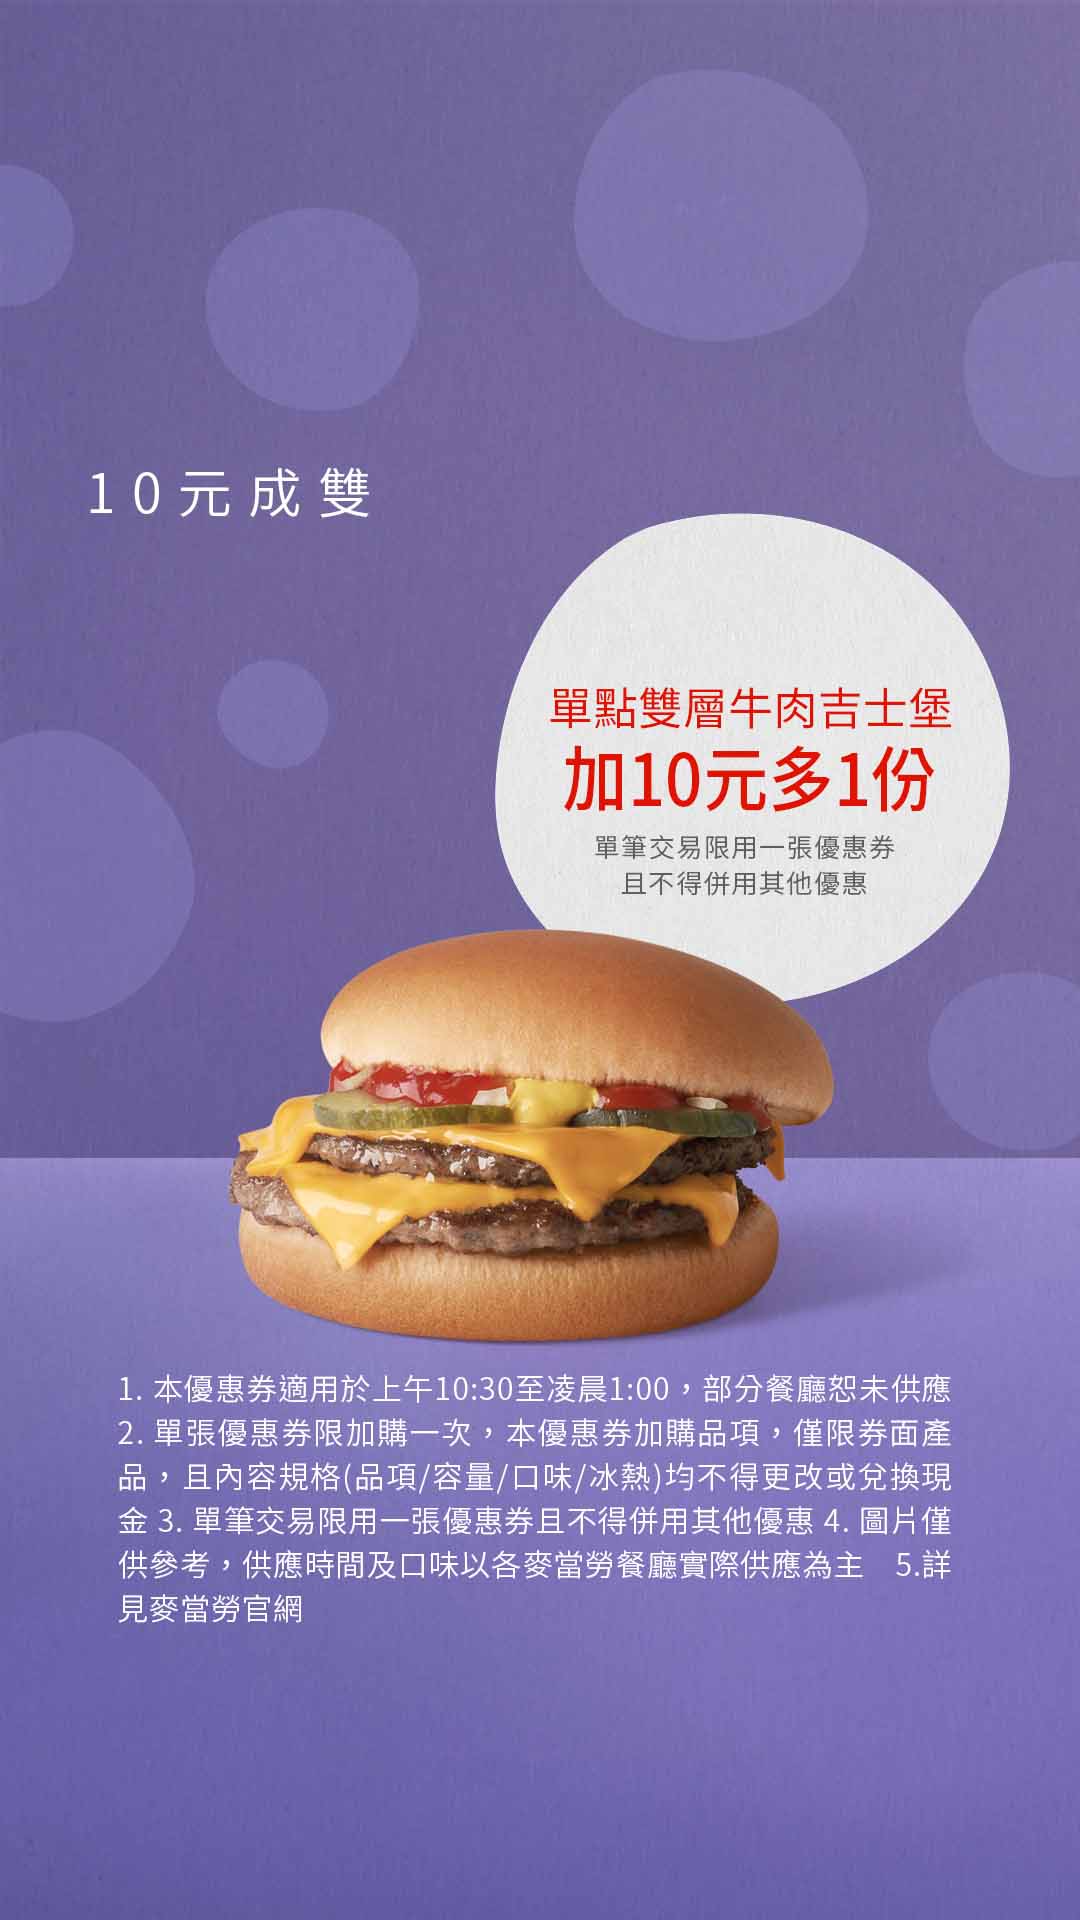 10元成雙
單點雙層牛肉吉士堡
加10元多1份
單筆交易限用一張優惠券
且不得併用其他優惠
1. 本優惠券適用於上午10:30至凌晨1:00，部分餐廳恕未供應
2. 單張優惠券限加購一次，本優惠券加購品項，僅限券面產
品，且內容規格(品項/容量/口味/冰熱)均不得更改或兌換現
金 3. 單筆交易限用一張優惠券且不得併用其他優惠 4. 圖片僅
供參考，供應時間及口味以各麥當勞餐廳實際供應為主　5.詳
見麥當勞官網